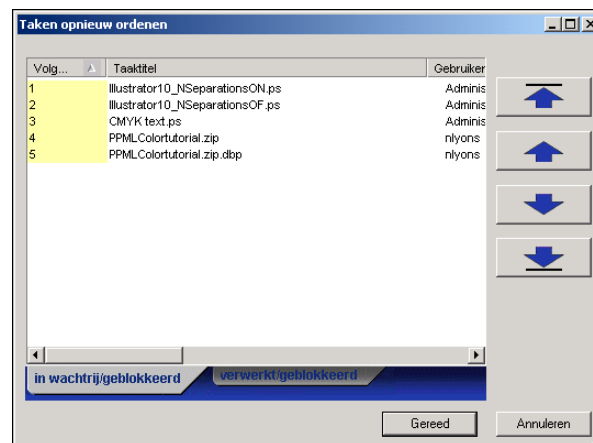 Taken opnieuw ordenen
Volg... Taaktitel Gebruiker
1 Illustrator10_NSeparationsON.ps Adminis
2 Illustrator10_NSeparationsOF.ps Adminis
3 CMYK text.ps Adminis
4 PPMLColortutorial.zip nlyons
5 PPMLColortutorial.zip.dbp nlyons
in wachtrij/geblokkeerd verwerkt/geblokkeerd
Gereed Annuleren